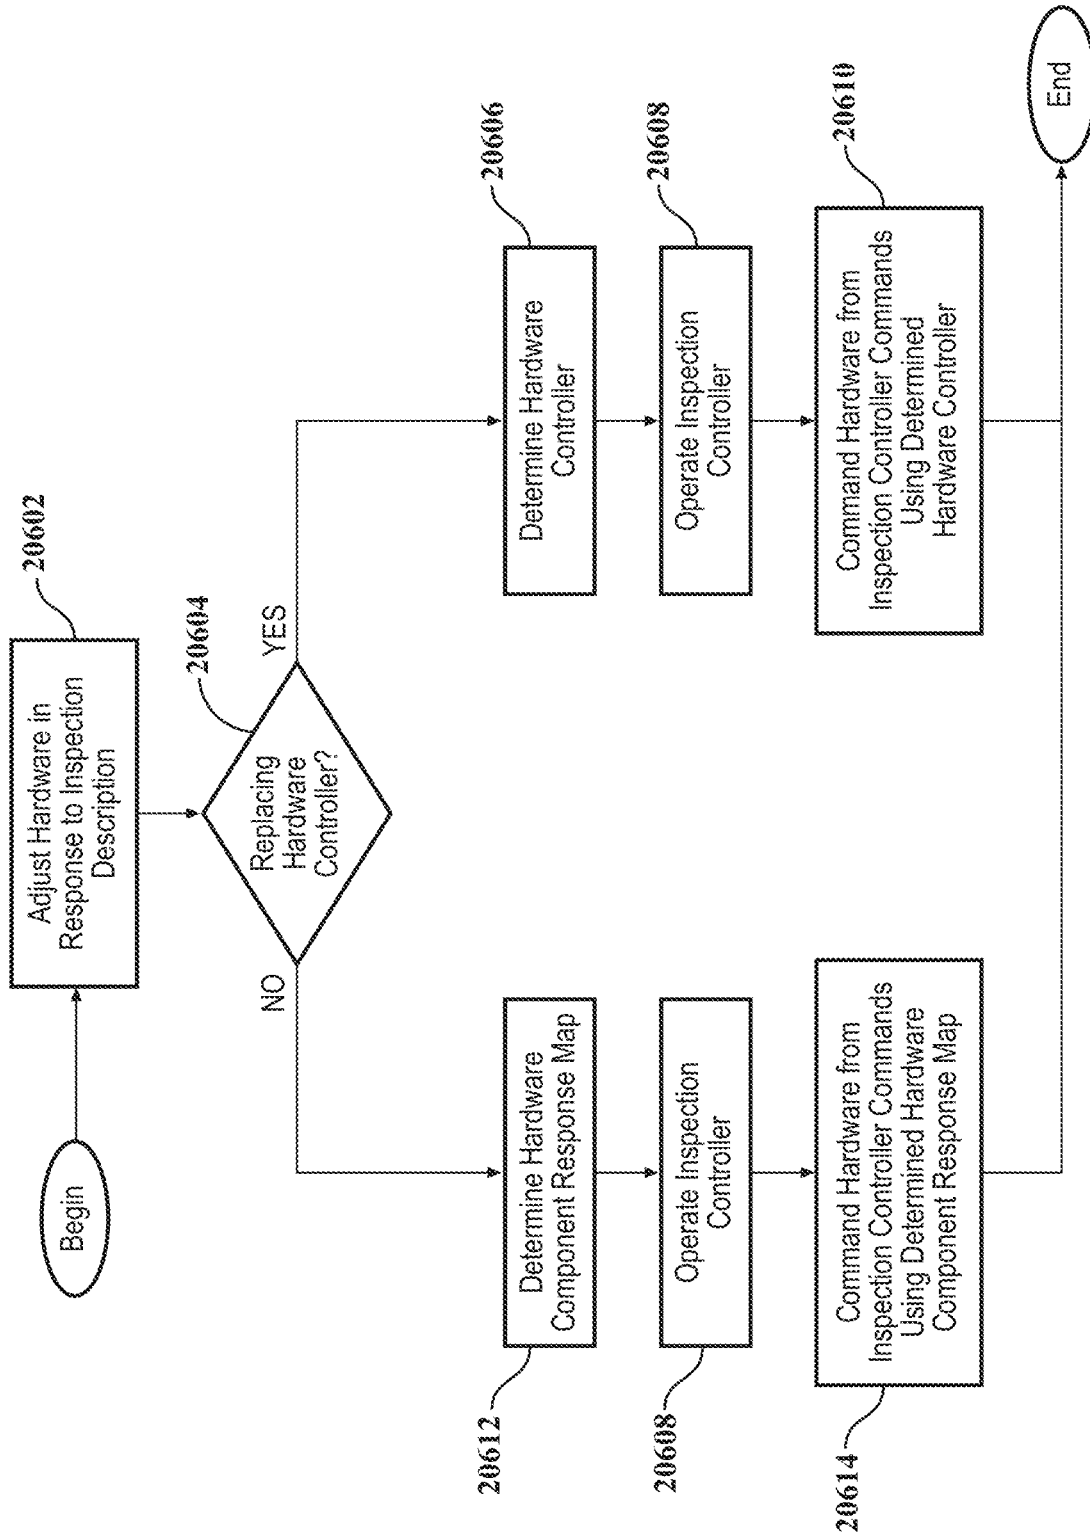 Begin
Adjust Hardware in
Response to Inspection
Description
20602
20604
Replacing
Hardware
Controller?
NO
YES
Determine Hardware
Component Response Map
20612
Operate Inspection
Controller
20608
Command Hardware from
Inspection Controller Commands
Using Determined Hardware
Component Response Map
20614
Determine Hardware
Controller
20606
Operate Inspection
Controller
20608
Command Hardware from
Inspection Controller Commands
Using Determined
Hardware Controller
20610
End